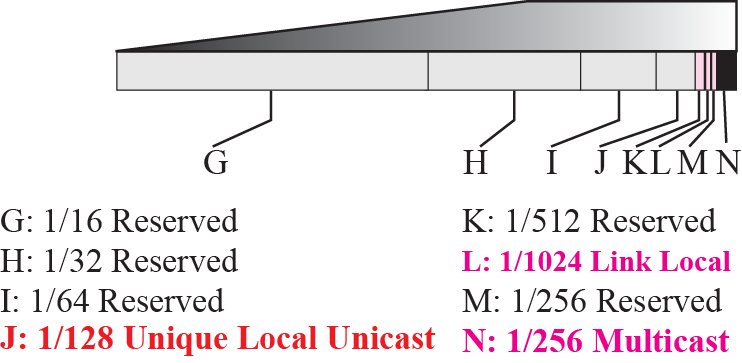 G H I J K L M N
G: 1/16 Reserved
H: 1/32 Reserved
I: 1/64 Reserved
J: 1/128 Unique Local Unicast
K: 1/512 Reserved
L: 1/1024 Link Local
M: 1/256 Reserved
N: 1/256 Multicast